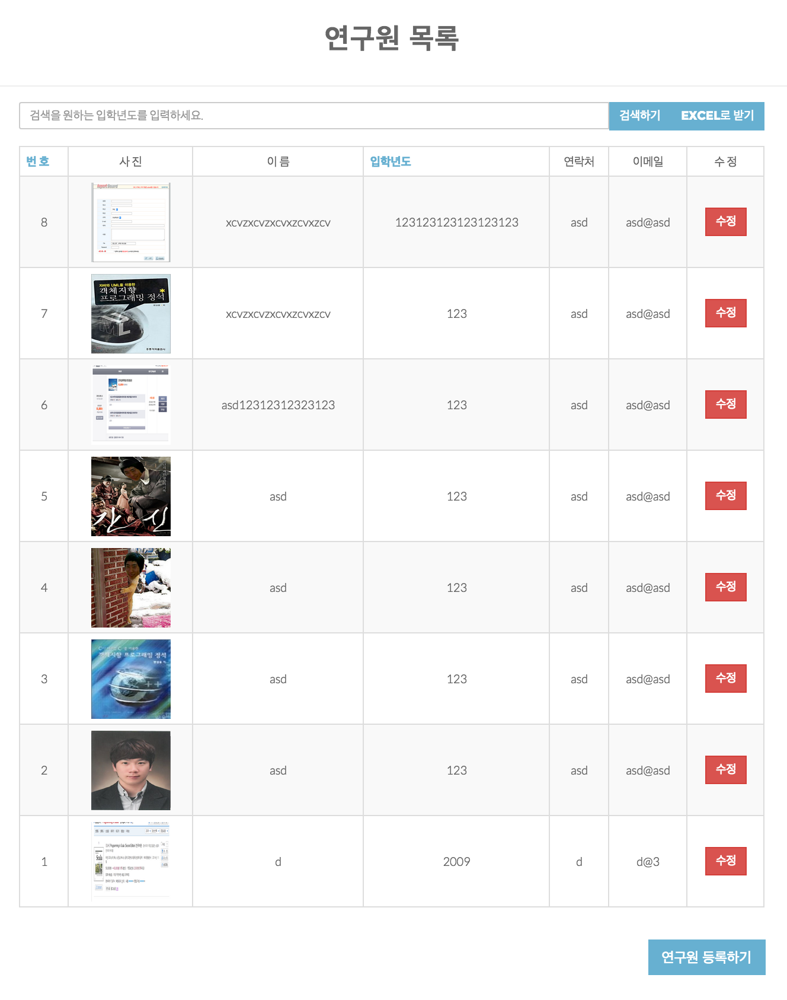 연구원 목록
검색을 원하는 입학년도를 입력하세요.
검색하기 EXCEL로 받기
번 호 사 진 이 름 입학년도 연락처 이메일 수 정
Report Board
8 xcvzxcvzxcvxzcvxzcv 123123123123123123 asd asd@asd 수정
자바와 UML을 이용한
객체지향
프로그래밍 정석
7 xcvzxcvzxcvxzcvxzcv 123 asd asd@asd 수정
6 asd12312312323123 123 asd asd@asd 수정
5 asd 123 asd asd@asd 수정
간신
4 asd 123 asd asd@asd 수정
객체지향 프로그래밍 정석
3 asd 123 asd asd@asd 수정
2 asd 123 asd asd@asd 수정
Scala
1 d 2009 d d@3 수정
연구원 등록하기